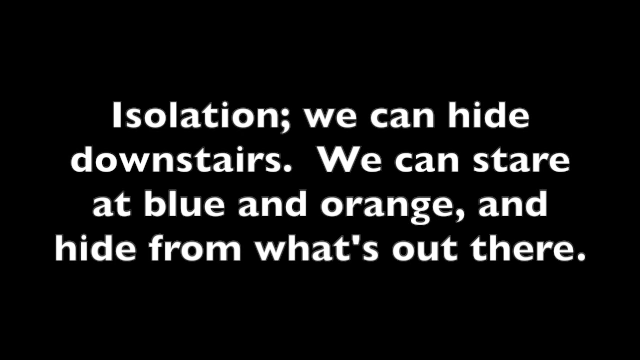 Isolation; we can hide
downstairs.  We can stare
at blue and orange, and
hide from what's out there.